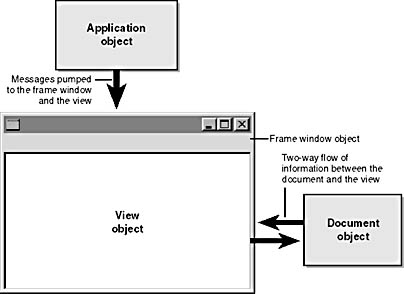 Application
object
Messages pumped
to the frame window
and the view
Frame window object
Two-way flow of
information between the
document and the view
View
object
Document
object